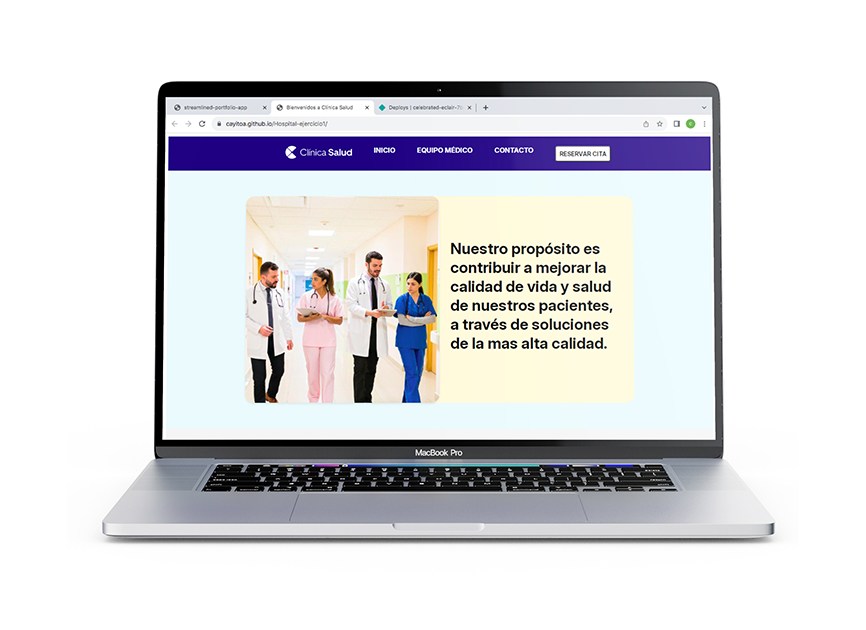 streamlined-portfolio-app
Bienvenidos a Clínica Salud
Deploys | celebrated-eclair-7
cayitoa.github.io/Hospital-ejercicio1/
Clínica Salud
INICIO
EQUIPO MÉDICO
CONTACTO
RESERVAR CITA
Nuestro propósito es
contribuir a mejorar la
calidad de vida y salud
de nuestros pacientes,
a través de soluciones
de la mas alta calidad.
MacBook Pro